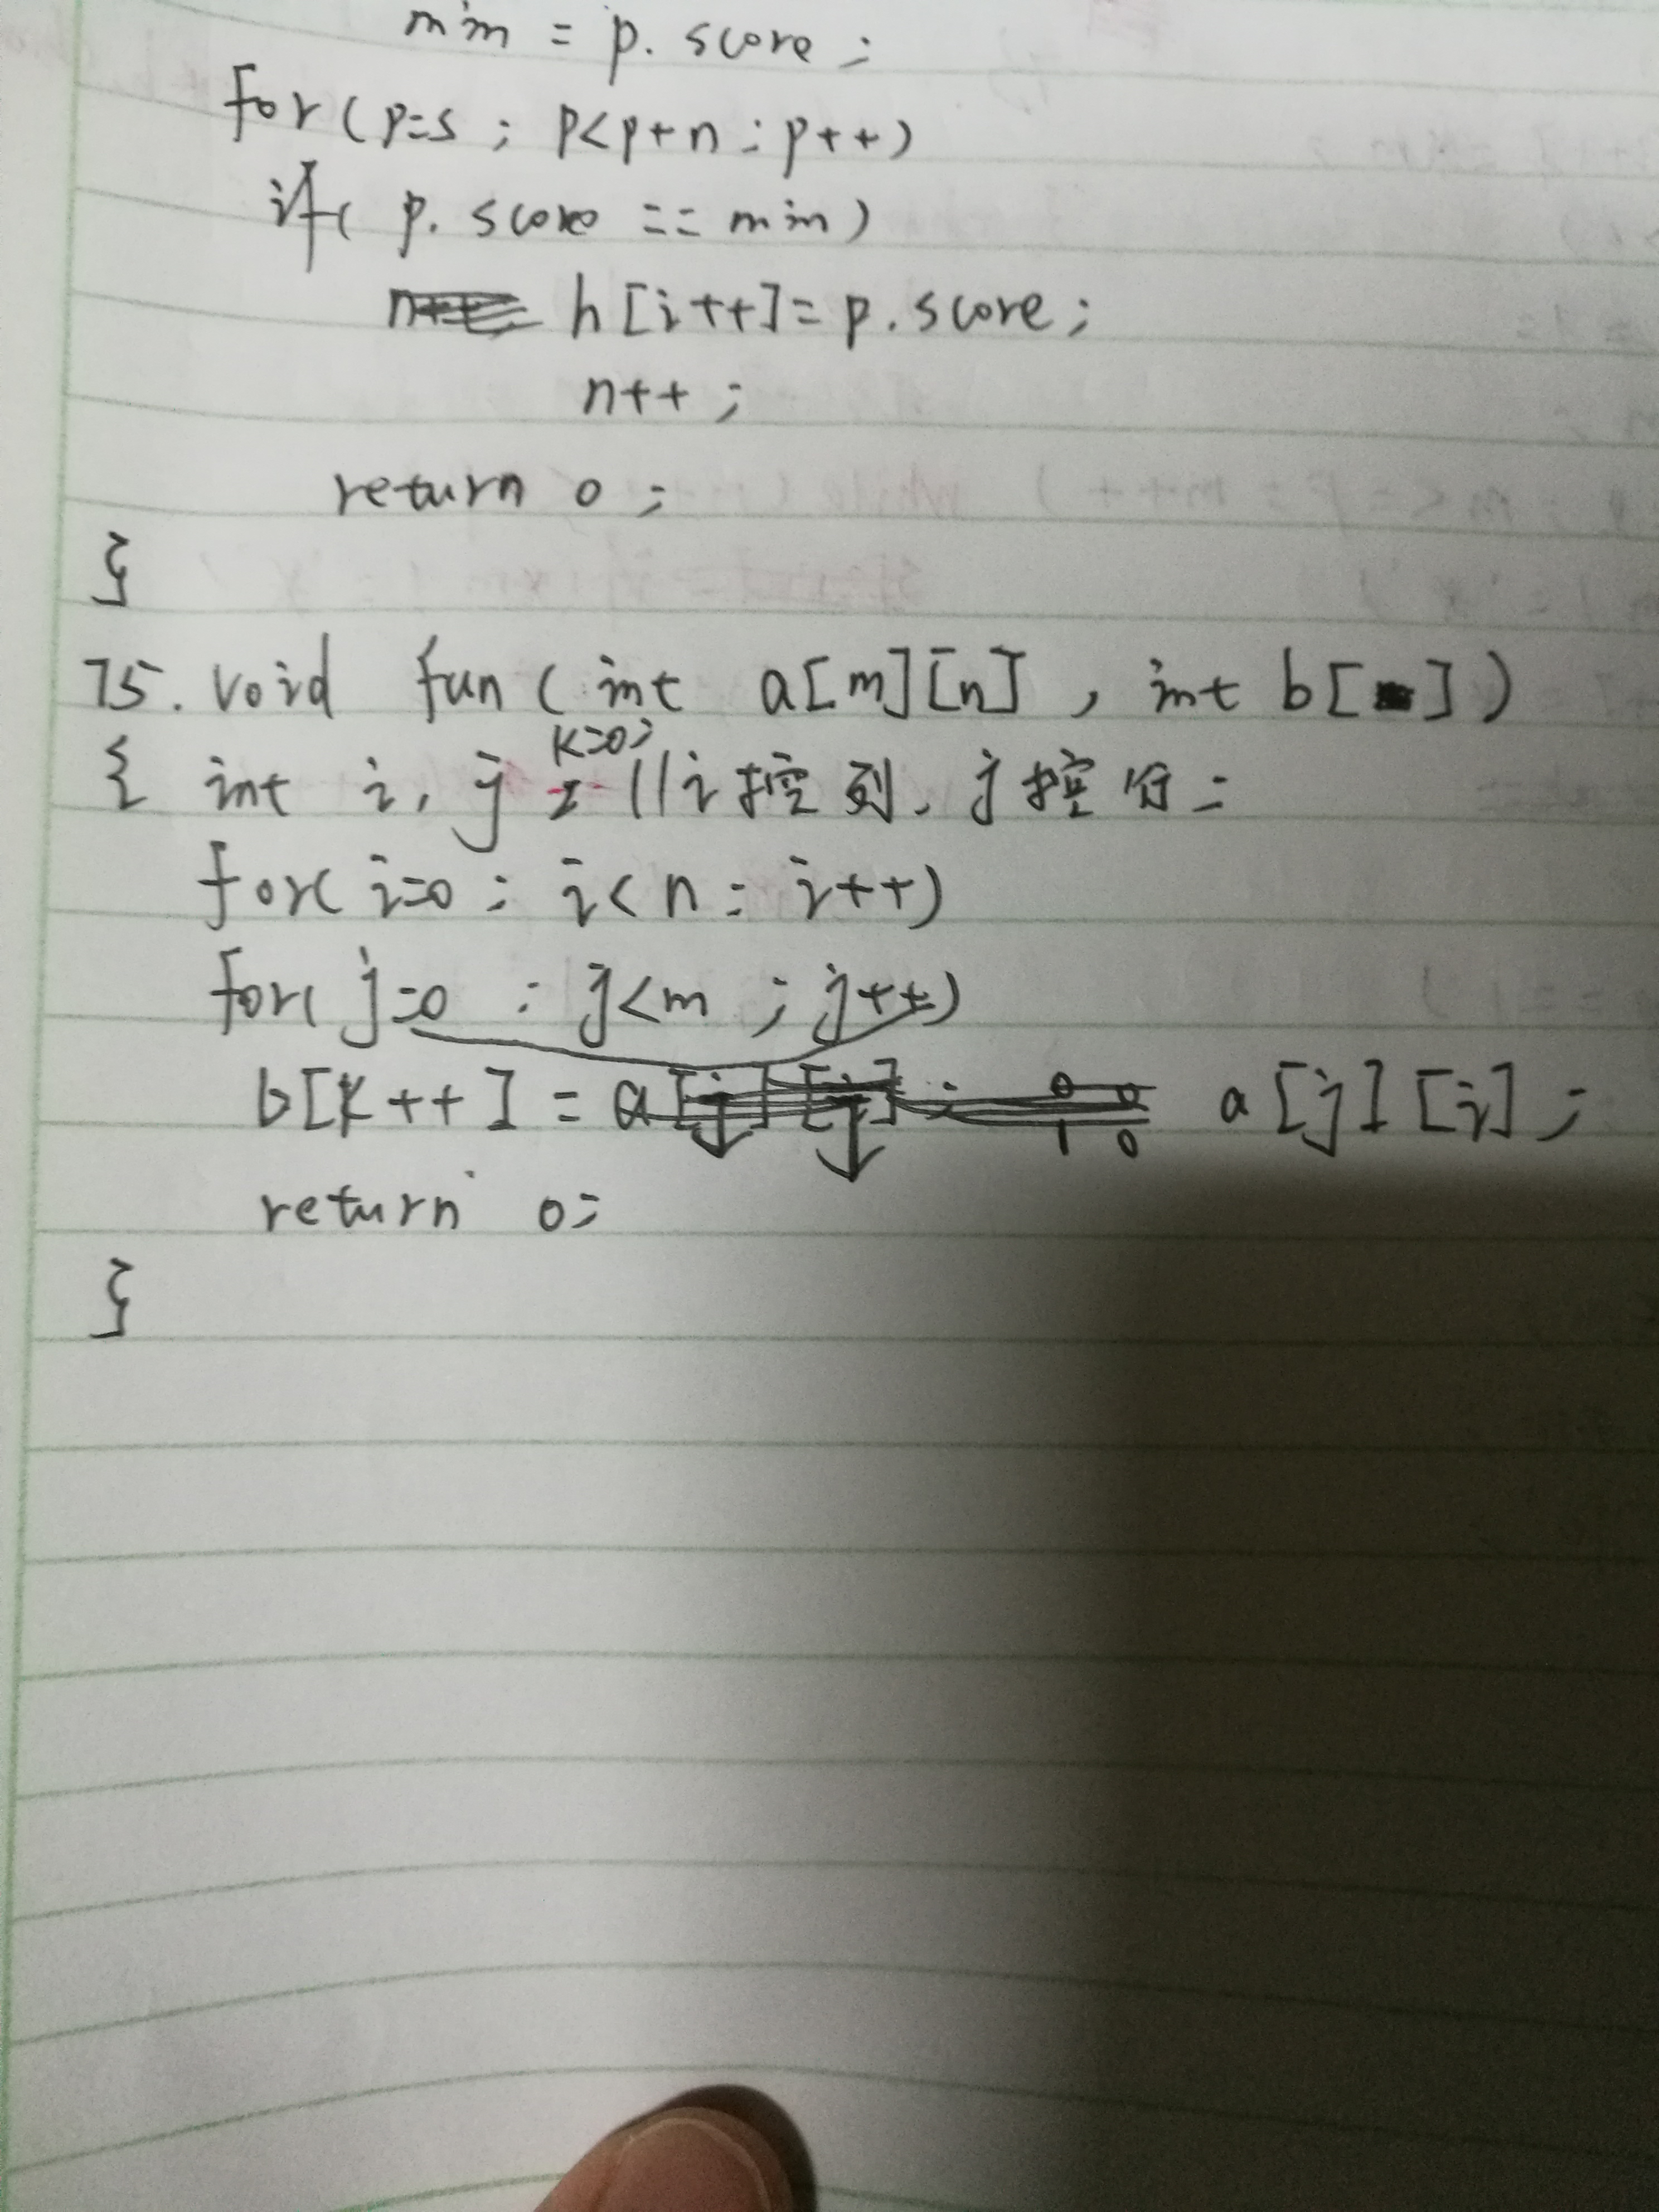 min = p. score ;
for (p=s ; p<p+n ; p++)
if( p. score == min)
h[i++]= p. score ;
n++ ;
return 0 ;
}
75. void fun ( int a[m][n] , int b[ ] )
k=0;
{ int i, j //i控列、j控行;
for( i=0 ; i< n ; i++)
for( j=0 ; j<m ; j++)
b[k++] = a[j][i] ;
return 0;
}